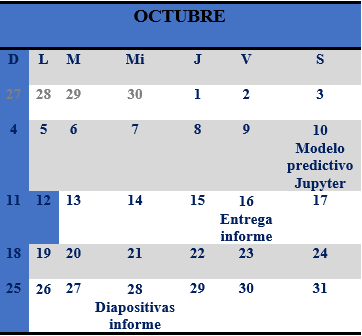 OCTUBRE
D L M Mi J V S
27 28 29 30 1 2 3
4 5 6 7 8 9 10
Modelo
predictivo
Jupyter
11 12 13 14 15 16 17
Entrega
informe
18 19 20 21 22 23 24
25 26 27 28 29 30 31
Diapositivas
informe